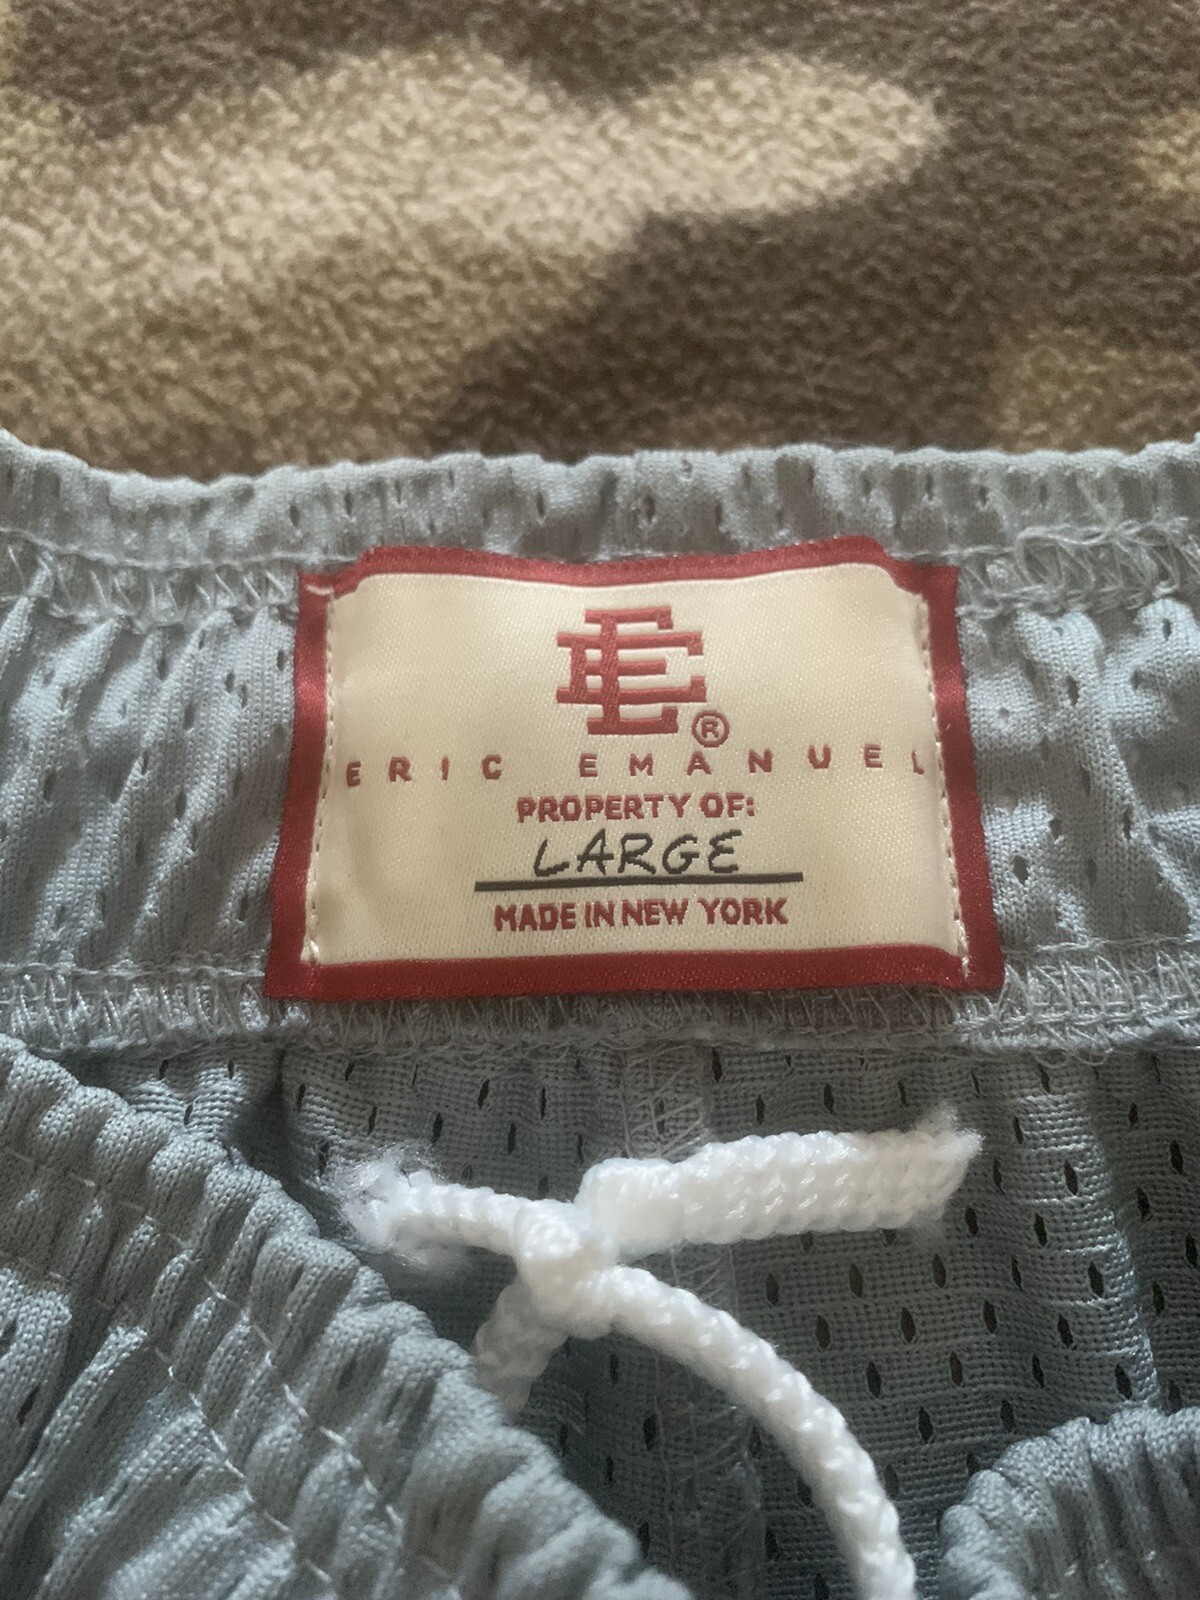 EE®
ERIC EMANUEL
PROPERTY OF:
LARGE
MADE IN NEW YORK